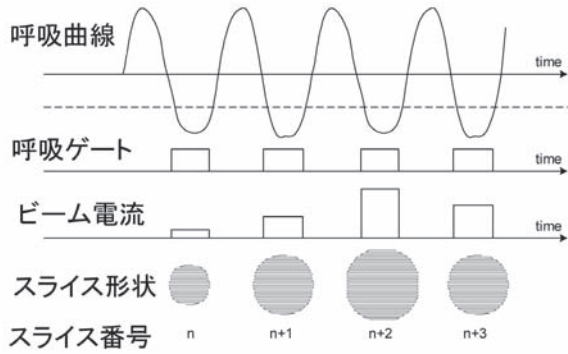 呼吸曲線
time
呼吸ゲート
time
ビーム電流
time
スライス形状
スライス番号 n n+1 n+2 n+3